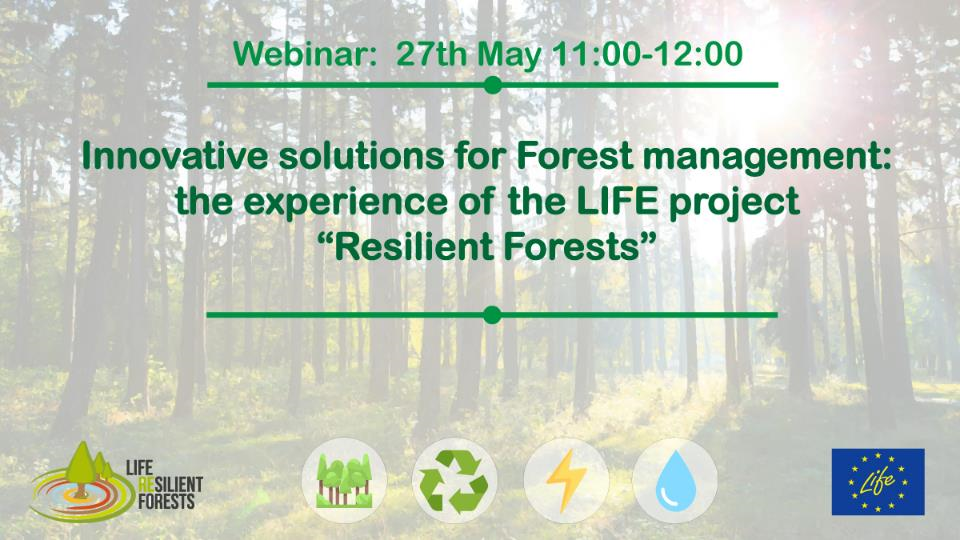 Webinar:  27th May 11:00-12:00
Innovative solutions for Forest management:
the experience of the LIFE project
“Resilient Forests”
LIFE
RESILIENT
FORESTS
Life